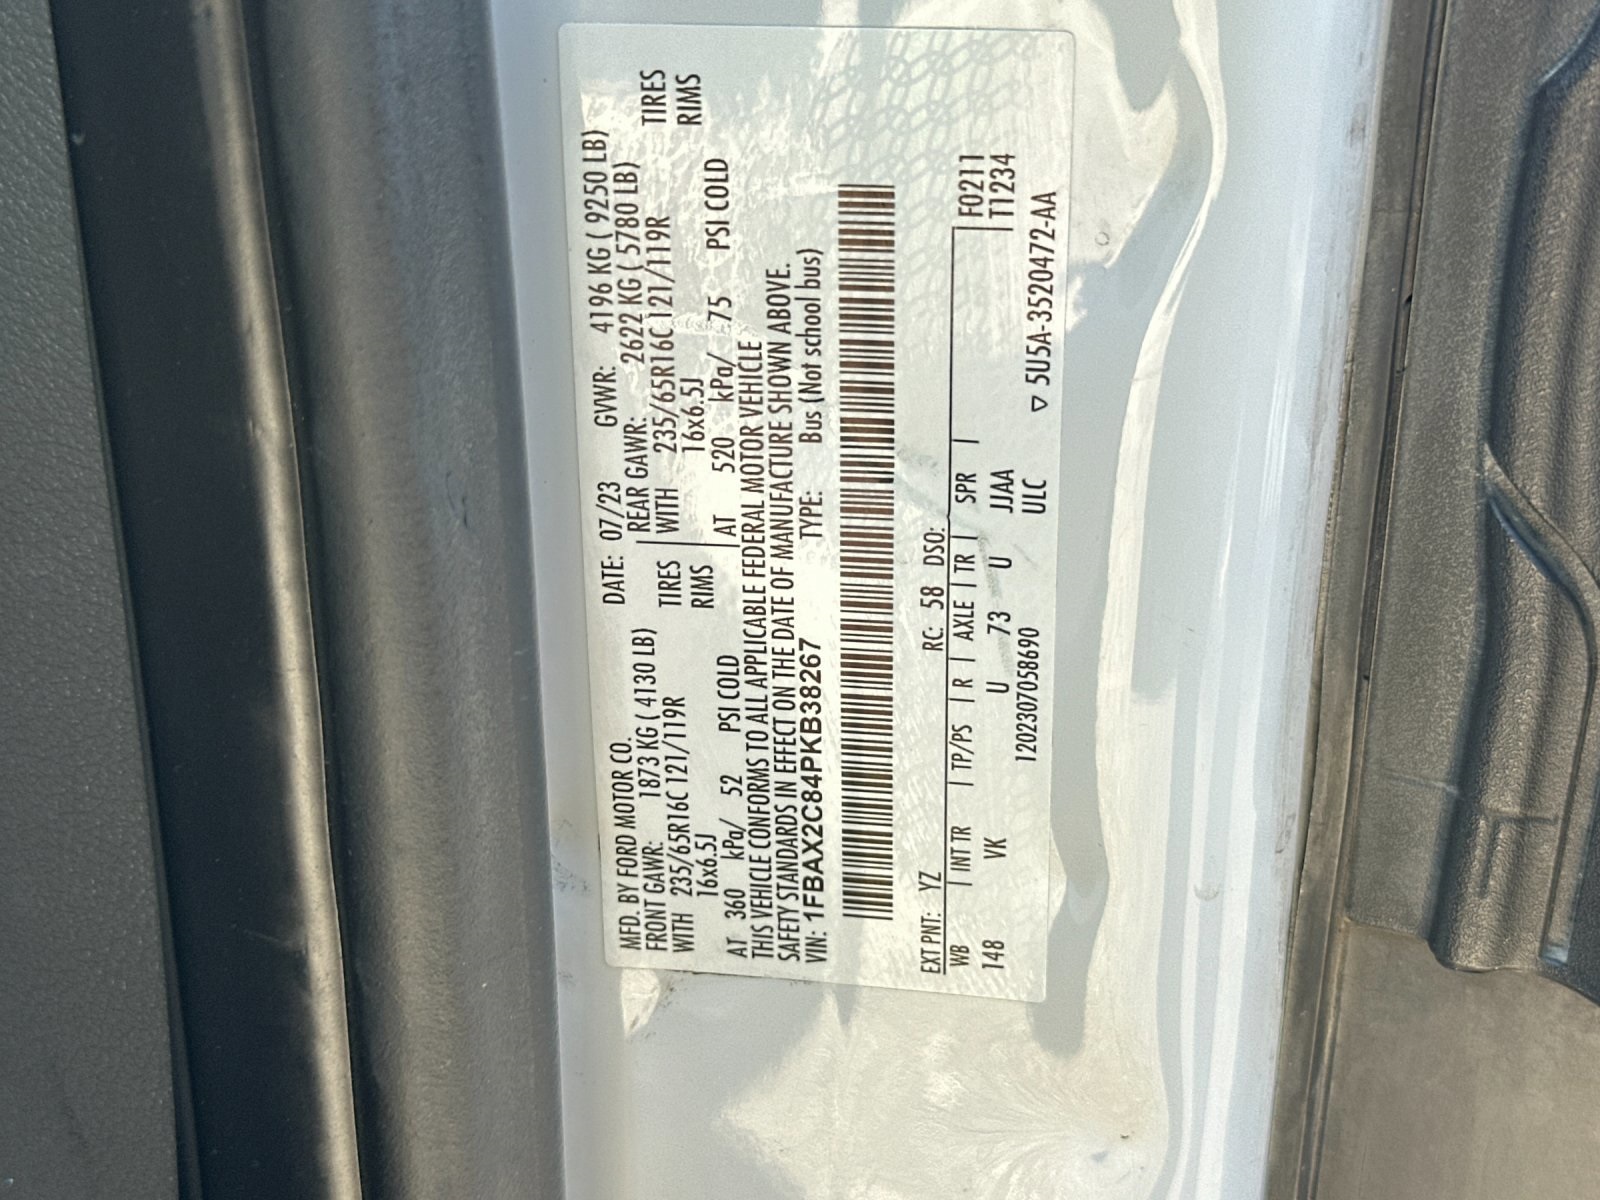 MFD. BY FORD MOTOR CO.
DATE: 07/23 GVWR: 4196 KG ( 9250 LB)
FRONT GAWR: 1873 KG ( 4130 LB) REAR GAWR: 2622 KG ( 5780 LB)
WITH 235/65R16C 121/119R TIRES WITH 235/65R16C 121/119R TIRES
16x6.5J RIMS 16x6.5J RIMS
AT 360 kPa/ 52 PSI COLD AT 520 kPa/ 75 PSI COLD
THIS VEHICLE CONFORMS TO ALL APPLICABLE FEDERAL MOTOR VEHICLE
SAFETY STANDARDS IN EFFECT ON THE DATE OF MANUFACTURE SHOWN ABOVE.
VIN: 1FBAX2C84PKB38267 TYPE: Bus (Not school bus)
EXT PNT: YZ RC: 58 DSO:
WB | INT TR | TP/PS | R | AXLE | TR | SPR | F0211
148 VK U 73 U JJAA T1234
1202307058690 ULC ▽ 5U5A-3520472-AA